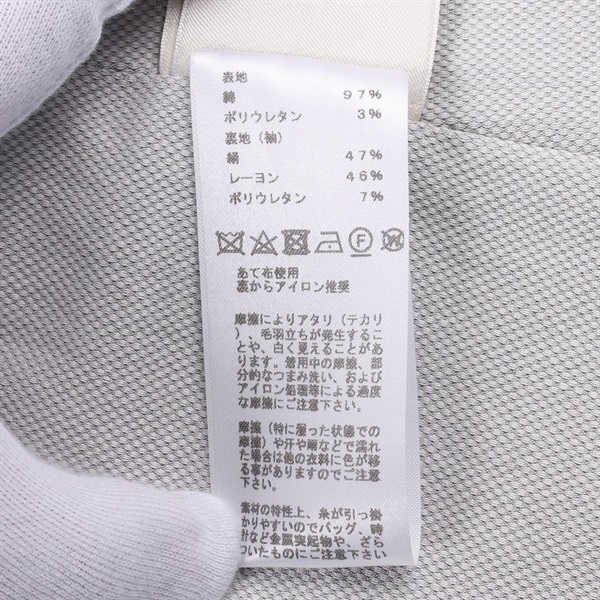 表地
綿 97%
ポリウレタン 3%
裏地(袖)
絹 47%
レーヨン 46%
ポリウレタン 7%
F
W
あて布使用
裏からアイロン推奨
摩擦によりアタリ(テカリ
)、毛羽立ちが発生するこ
とや、白く見えることがあ
ります。着用中の摩擦、部
分的なつまみ洗い、および
アイロン処理等による過度
な摩擦にご注意下さい。
摩擦(特に湿った状態での
摩擦)や汗や雨などで濡れ
た場合は他の衣料に色が移
る事がありますのでご注意
下さい。
素材の特性上、糸が引っ掛
かりやすいのでバッグ、時
計など金属突起物や、ざら
ついたものにご注意下さい